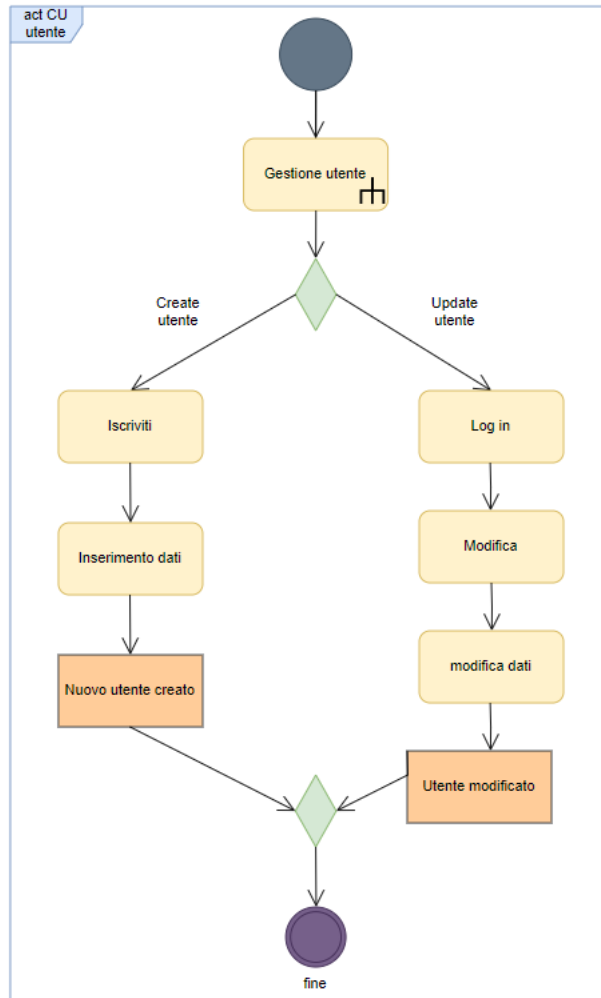 act CU
utente
Gestione utente
Create
utente
Update
utente
Iscriviti
Log in
Inserimento dati
Modifica
Nuovo utente creato
modifica dati
Utente modificato
fine